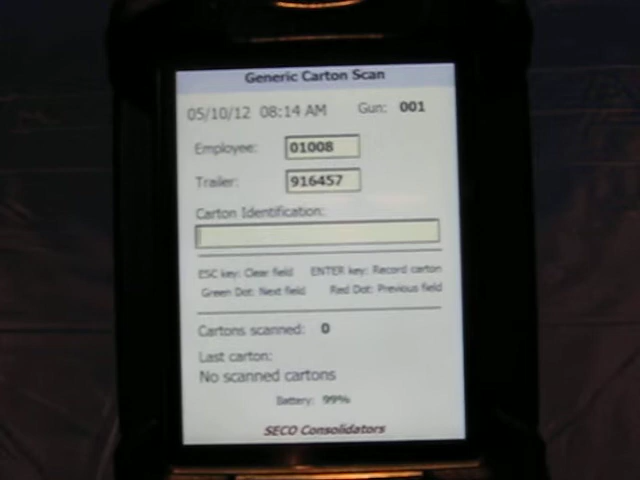 Generic Carton Scan
05/10/12 08:14 AM Gun: 001
Employee: 01008
Trailer: 916457
Carton Identification:
ESC key: Clear field ENTER key: Record carton
Green Dot: Next field Red Dot: Previous field
Cartons scanned: 0
Last carton:
No scanned cartons
Battery: 99%
SECO Consolidators